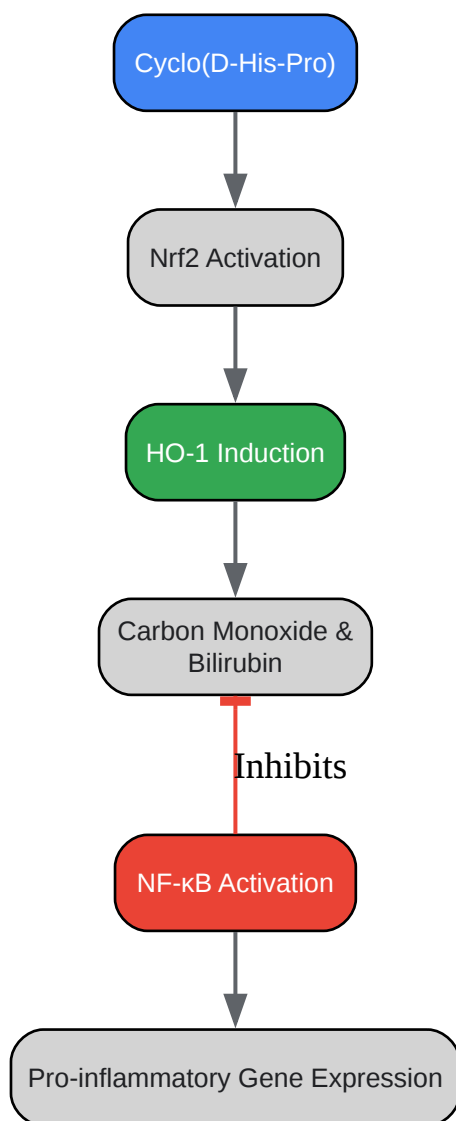 Cyclo(D-His-Pro)
Nrf2 Activation
HO-1 Induction
Carbon Monoxide &
Bilirubin
Inhibits
NF-κB Activation
Pro-inflammatory Gene Expression